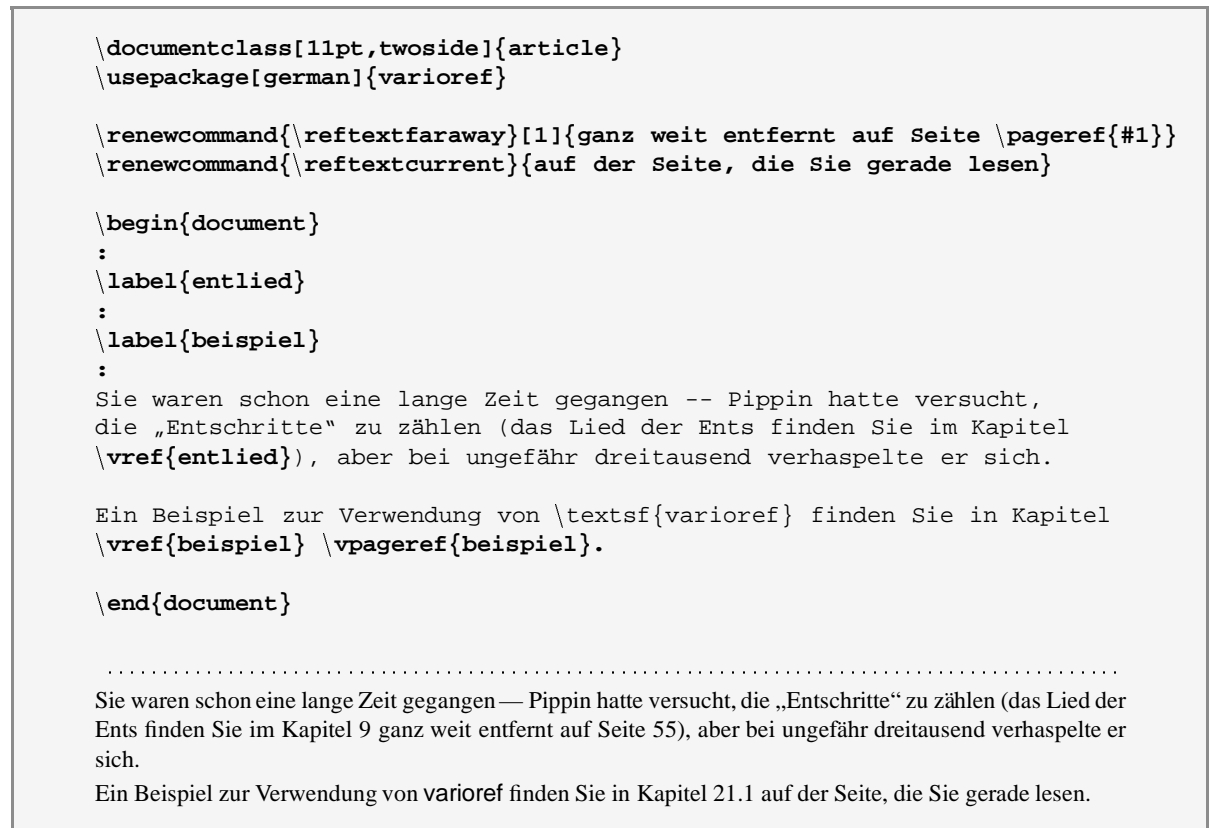 \documentclass[11pt,twoside]{article}
\usepackage[german]{varioref}
\renewcommand{\reftextfaraway}[1]{ganz weit entfernt auf Seite \pageref{#1}}
\renewcommand{\reftextcurrent}{auf der Seite, die Sie gerade lesen}
\begin{document}
:
\label{entlied}
:
\label{beispiel}
:
Sie waren schon eine lange Zeit gegangen -- Pippin hatte versucht,
die „Entschritte“ zu zählen (das Lied der Ents finden Sie im Kapitel
\vref{entlied}), aber bei ungefähr dreitausend verhaspelte er sich.
Ein Beispiel zur Verwendung von \textsf{varioref} finden Sie in Kapitel
\vref{beispiel} \vpageref{beispiel}.
\end{document}
Sie waren schon eine lange Zeit gegangen — Pippin hatte versucht, die „Entschritte“ zu zählen (das Lied der
Ents finden Sie im Kapitel 9 ganz weit entfernt auf Seite 55), aber bei ungefähr dreitausend verhaspelte er
sich.
Ein Beispiel zur Verwendung von varioref finden Sie in Kapitel 21.1 auf der Seite, die Sie gerade lesen.